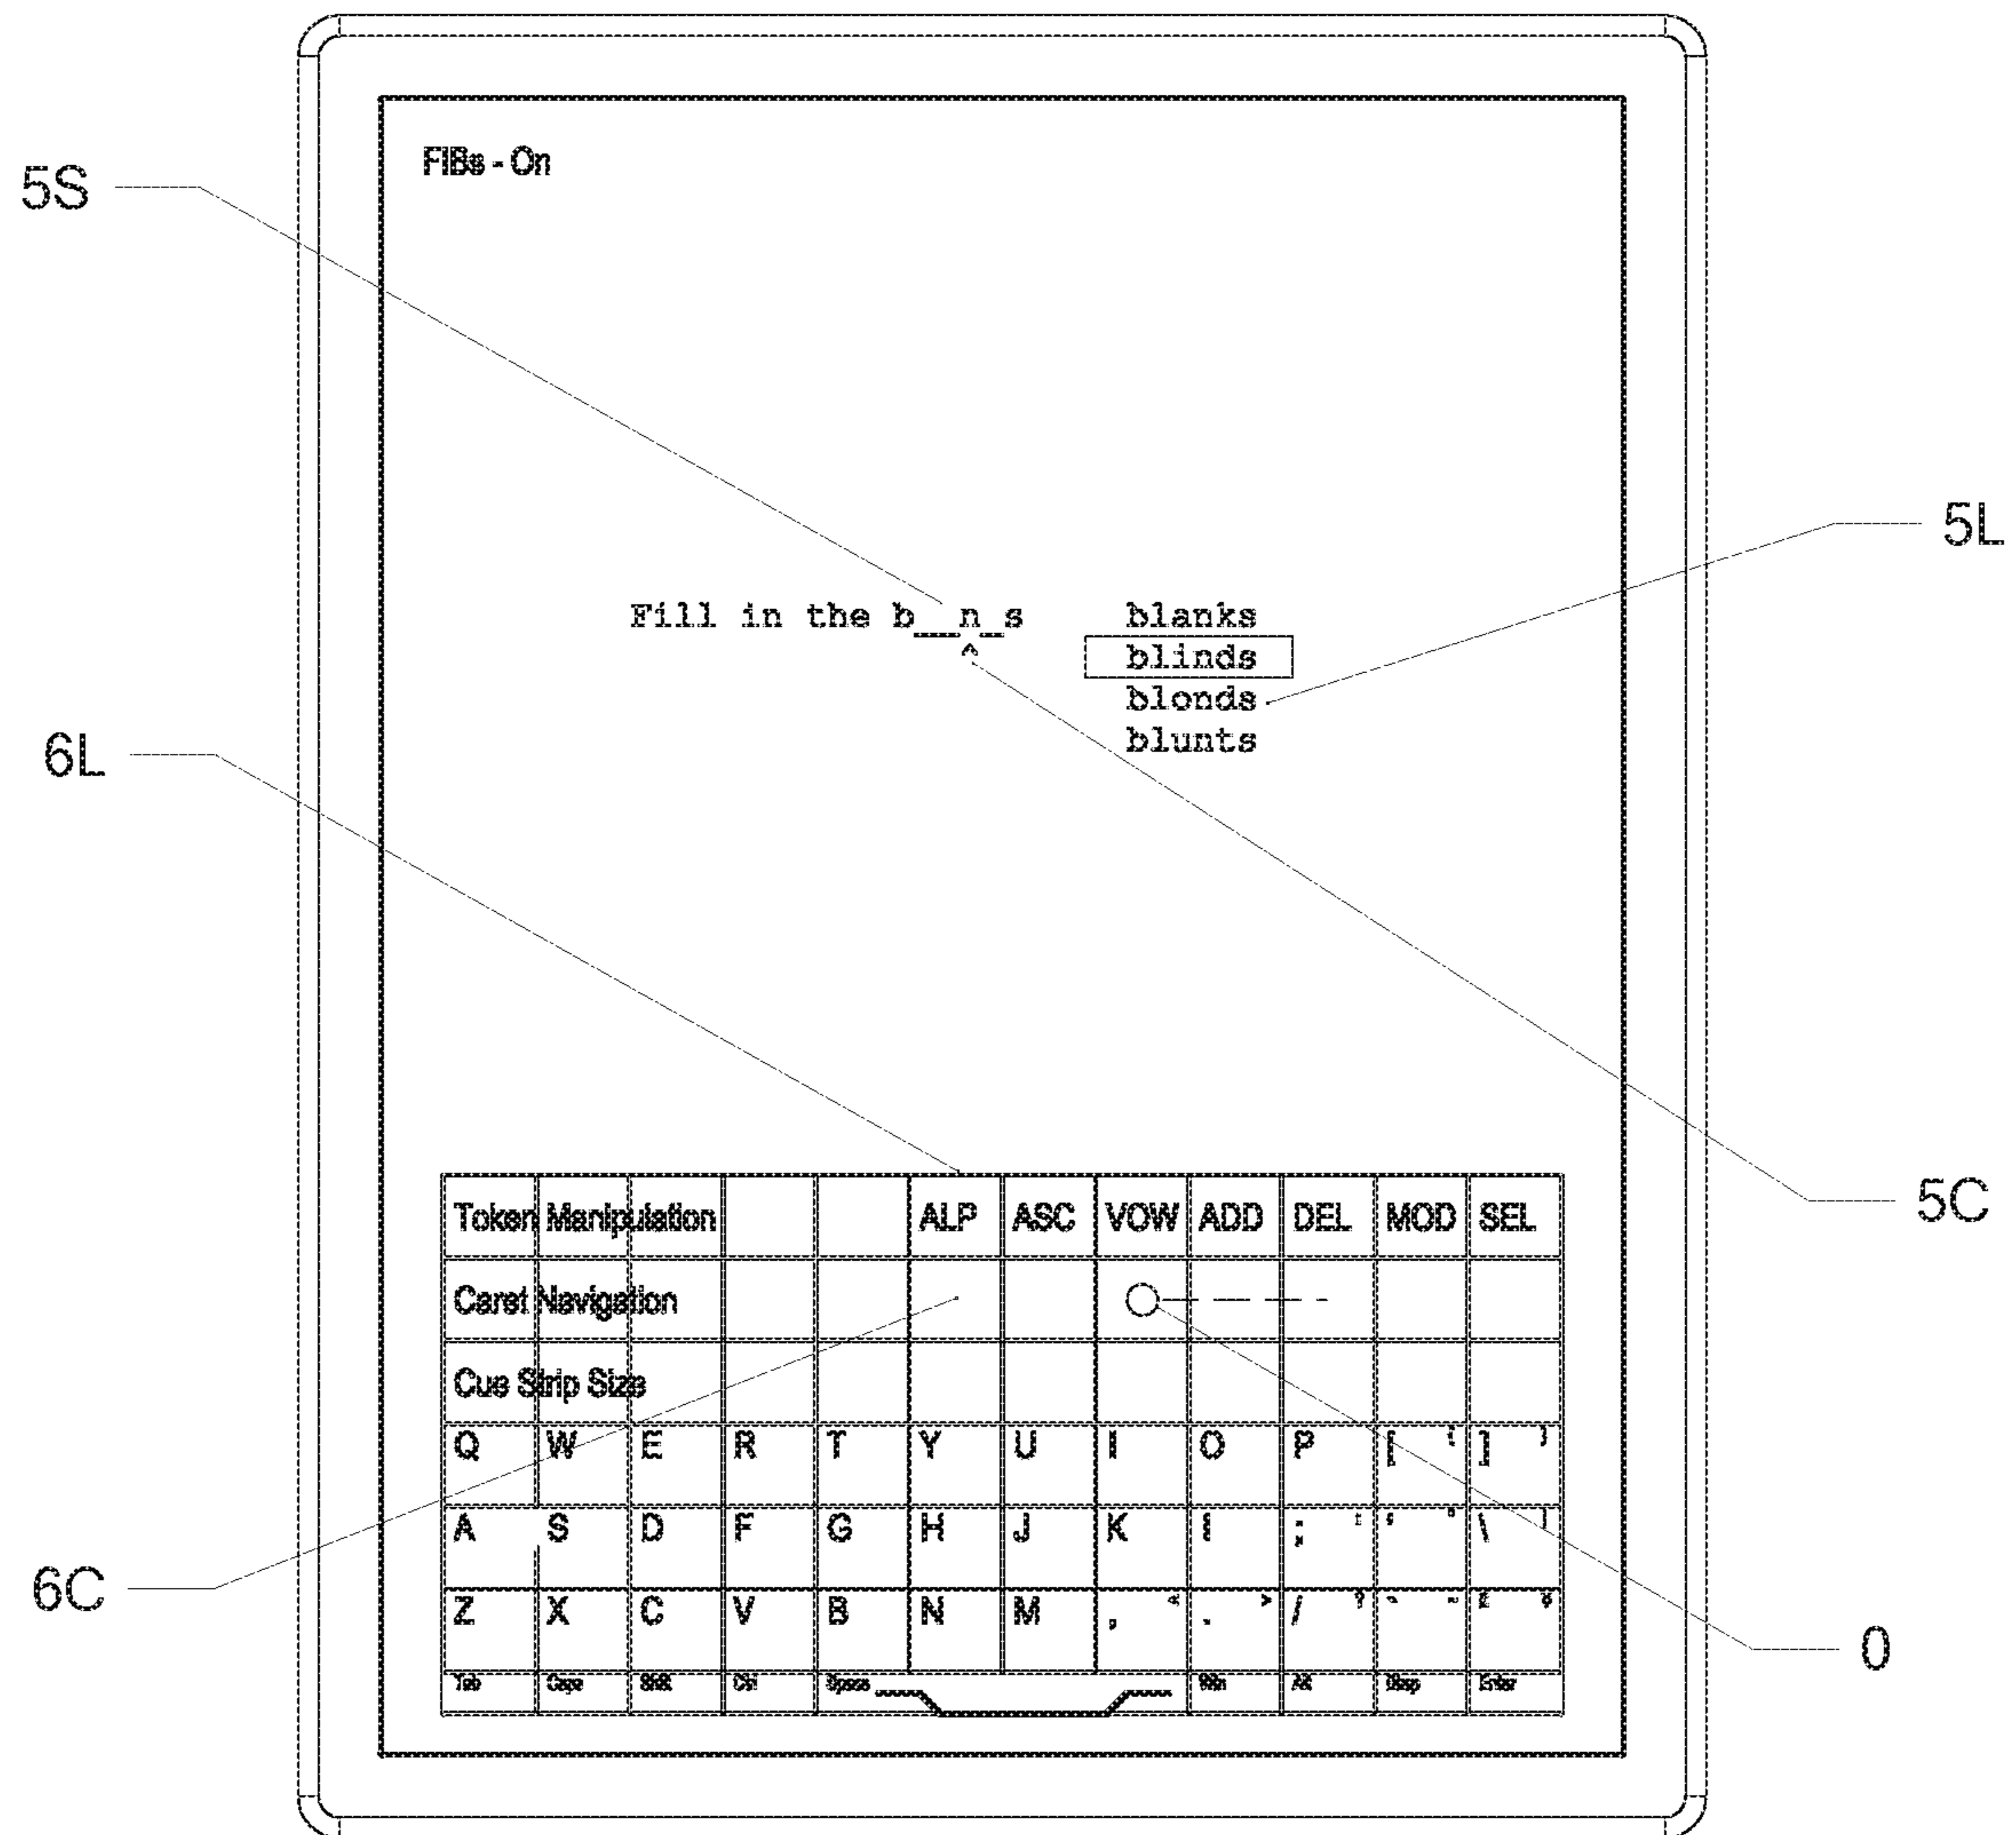 FIBs - On
5S
5L
Fill in the b__n_s
^
blanks
blinds
blonds
blunts
6L
5C
Token Manipulation ALP ASC VOW ADD DEL MOD SEL
Caret Navigation
Cue Strip Size
Q W E R T Y U I O P [ ]
A S D F G H J K l ; ' \
Z X C V B N M , . /
Tab Caps Shift Ctrl Space Win Alt Enter
6C
0